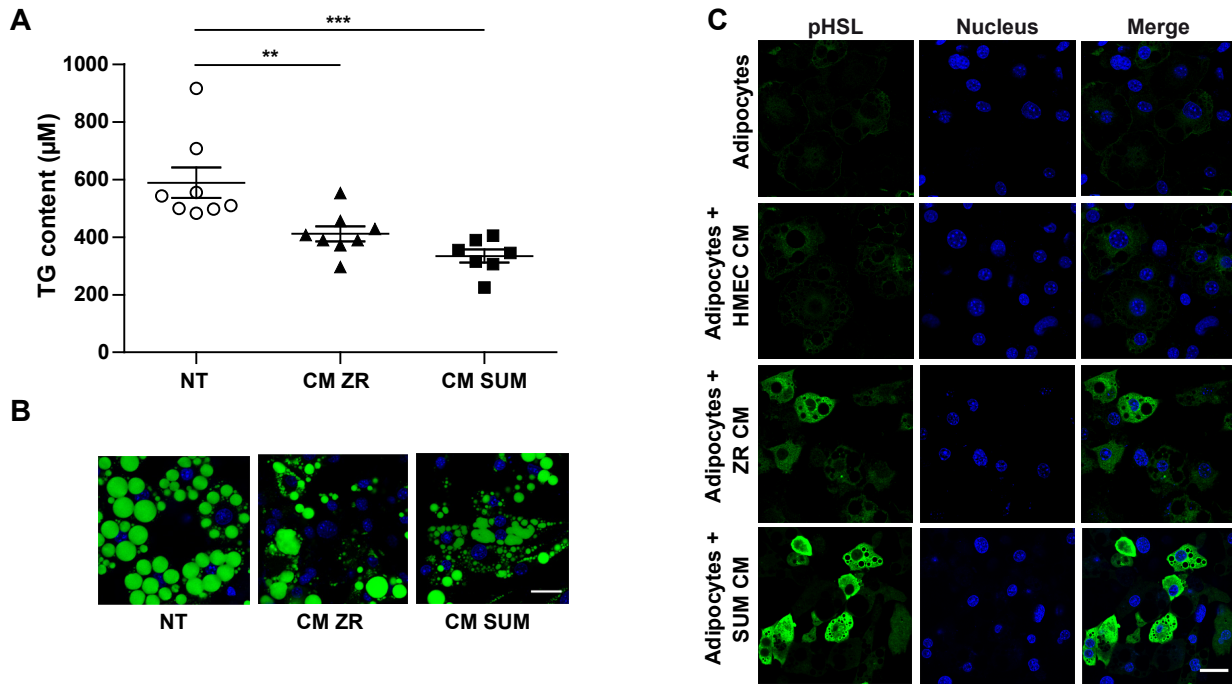 A
***
**
1000
800
600
400
200
0
TG content (µM)
NT
CM ZR
CM SUM
B
NT
CM ZR
CM SUM
C
pHSL
Nucleus
Merge
Adipocytes
Adipocytes +
HMEC CM
Adipocytes +
ZR CM
Adipocytes +
SUM CM